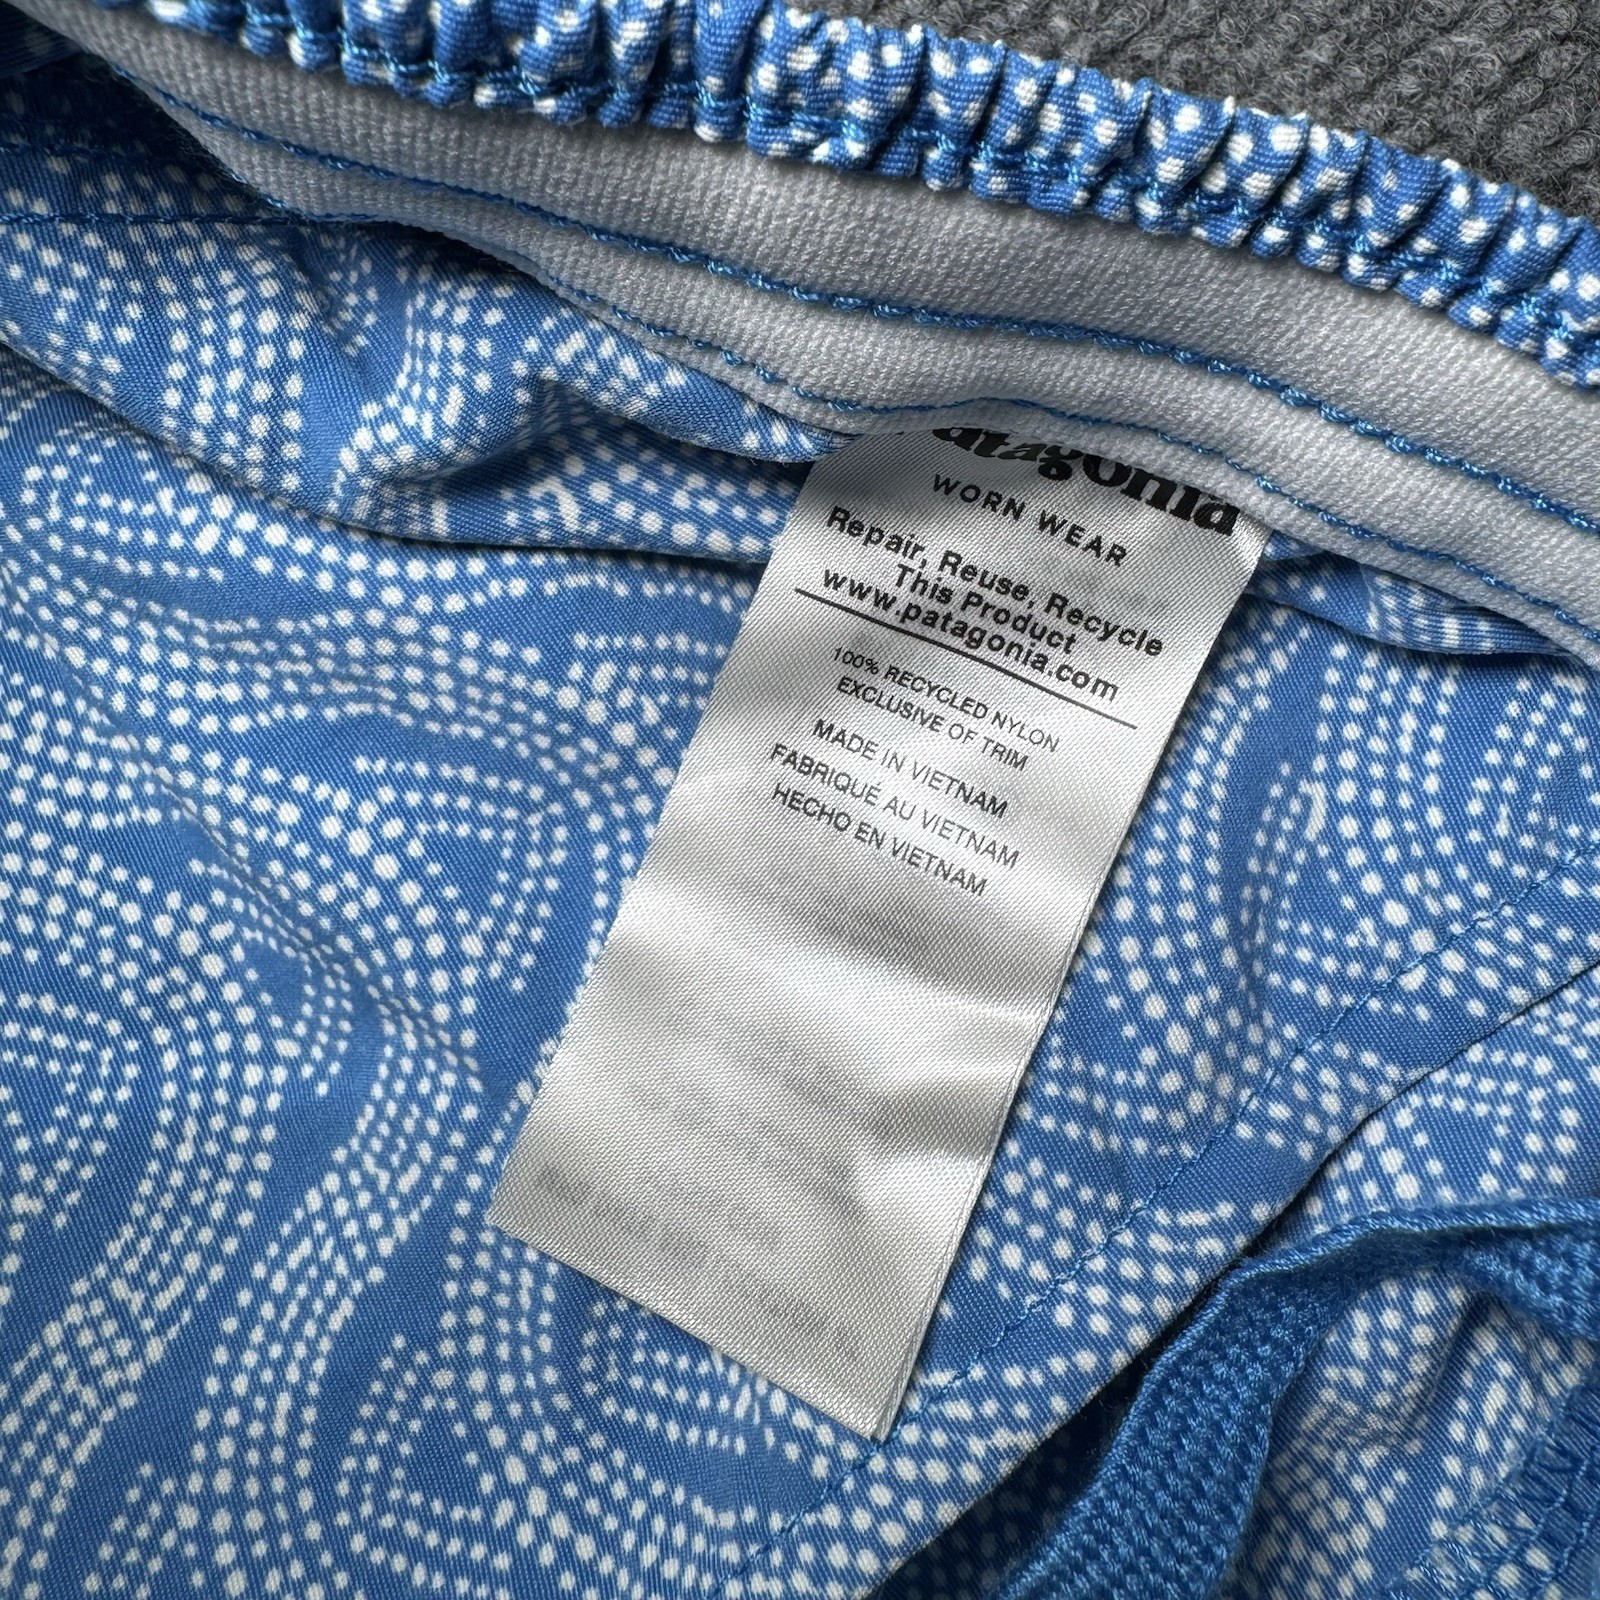 patagonia
WORN WEAR
Repair, Reuse, Recycle
This Product
www.patagonia.com
100% RECYCLED NYLON
EXCLUSIVE OF TRIM
MADE IN VIETNAM
FABRIQUÉ AU VIETNAM
HECHO EN VIETNAM